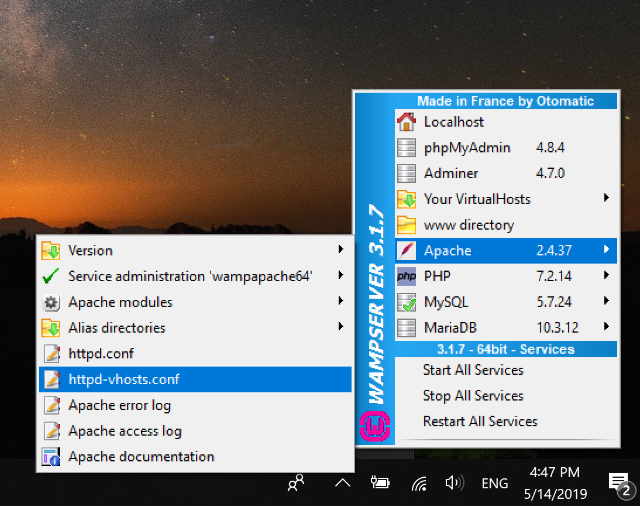 Made in France by Otomatic
Localhost
phpMyAdmin 4.8.4
Adminer 4.7.0
Your VirtualHosts
www directory
Apache 2.4.37
php PHP 7.2.14
MySQL 5.7.24
MariaDB 10.3.12
3.1.7 - 64bit - Services
Start All Services
Stop All Services
Restart All Services
WAMPSERVER 3.1.7
Version
Service administration 'wampapache64'
Apache modules
Alias directories
httpd.conf
httpd-vhosts.conf
Apache error log
Apache access log
Apache documentation
ENG
4:47 PM
5/14/2019
2